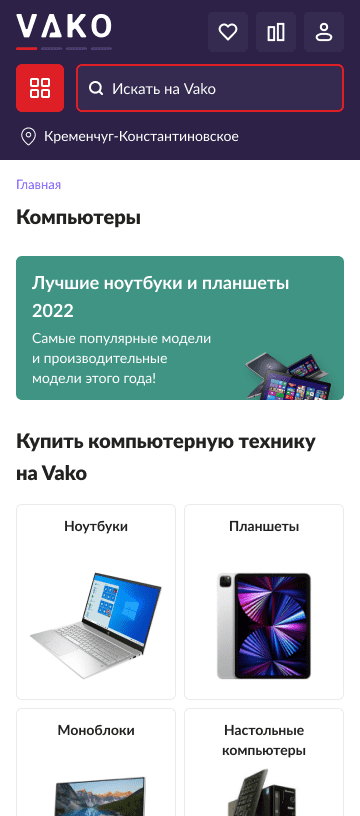 VAKO
Искать на Vako
Кременчуг-Константиновское
Главная
Компьютеры
Лучшие ноутбуки и планшеты
2022
Самые популярные модели
и производительные
модели этого года!
Купить компьютерную технику
на Vako
Ноутбуки
Планшеты
Моноблоки
Настольные
компьютеры